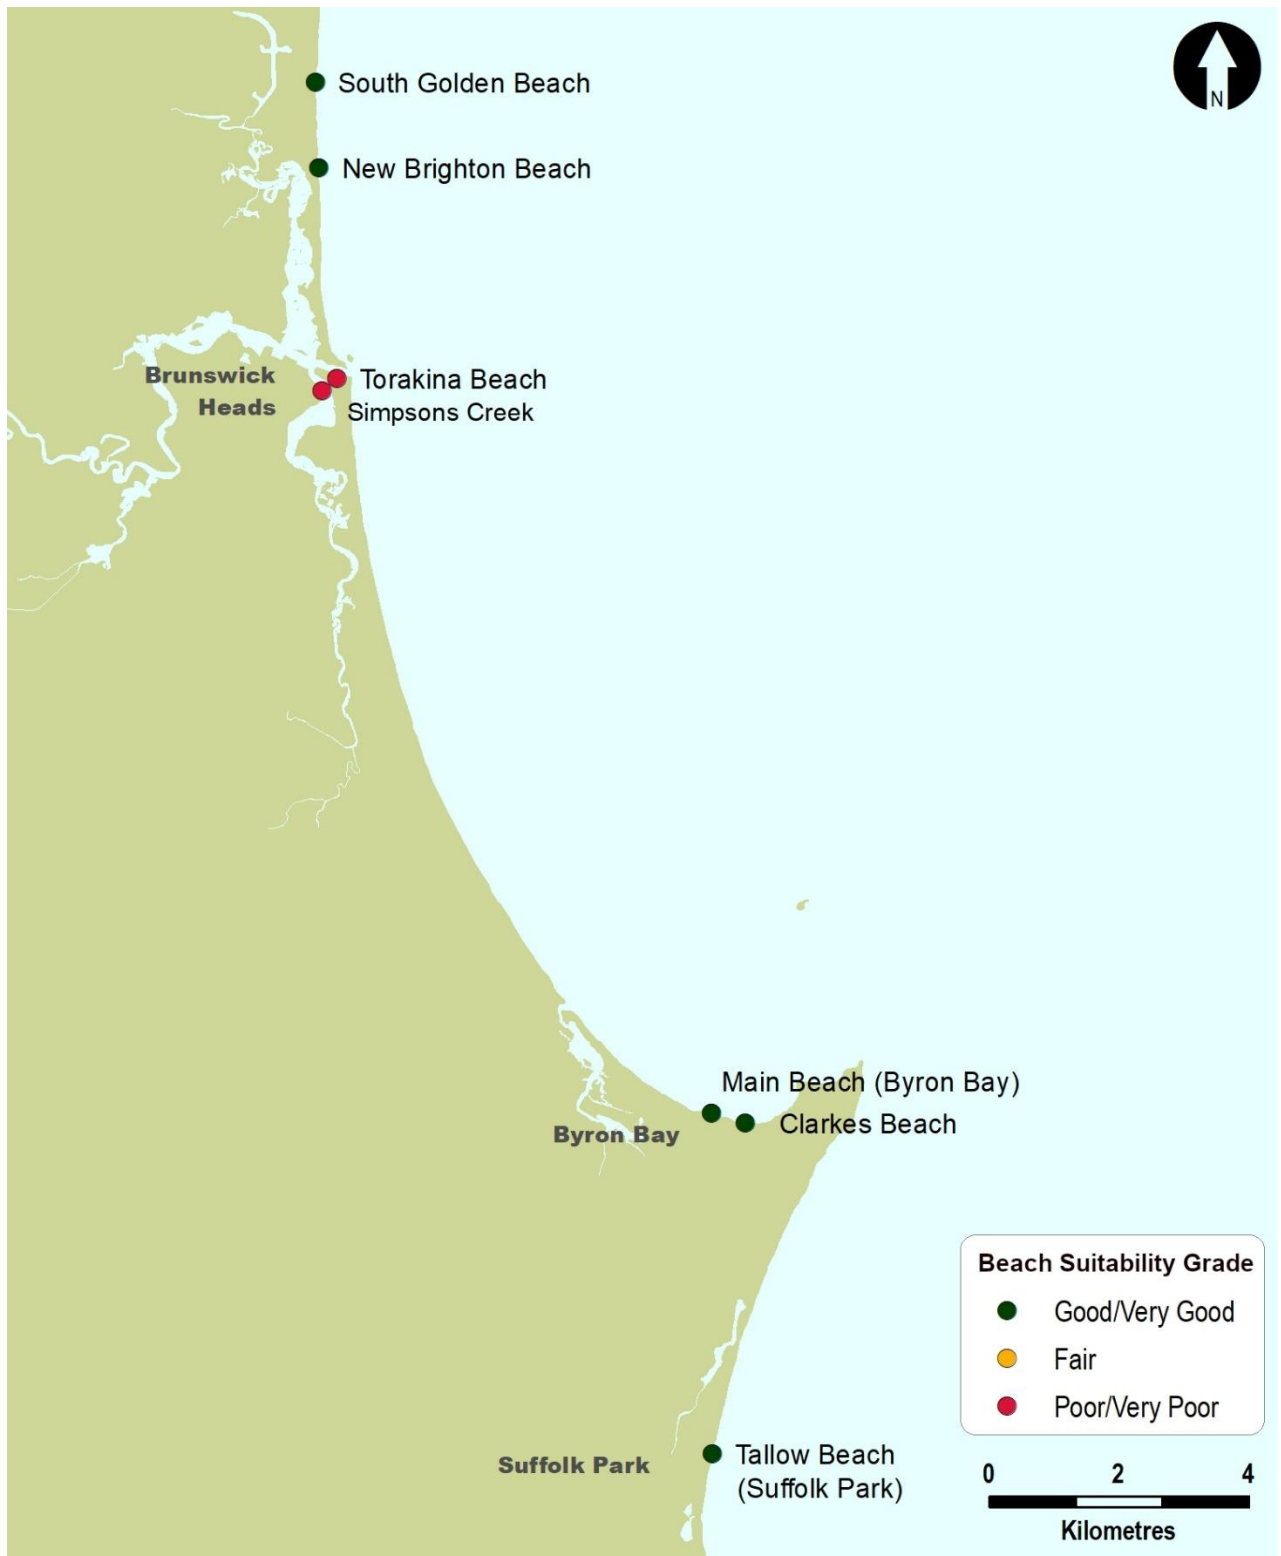 South Golden Beach
N
New Brighton Beach
Brunswick
Heads
Torakina Beach
Simpsons Creek
Main Beach (Byron Bay)
Clarkes Beach
Byron Bay
Beach Suitability Grade
Good/Very Good
Fair
Poor/Very Poor
Suffolk Park
Tallow Beach
(Suffolk Park)
0 2 4
Kilometres